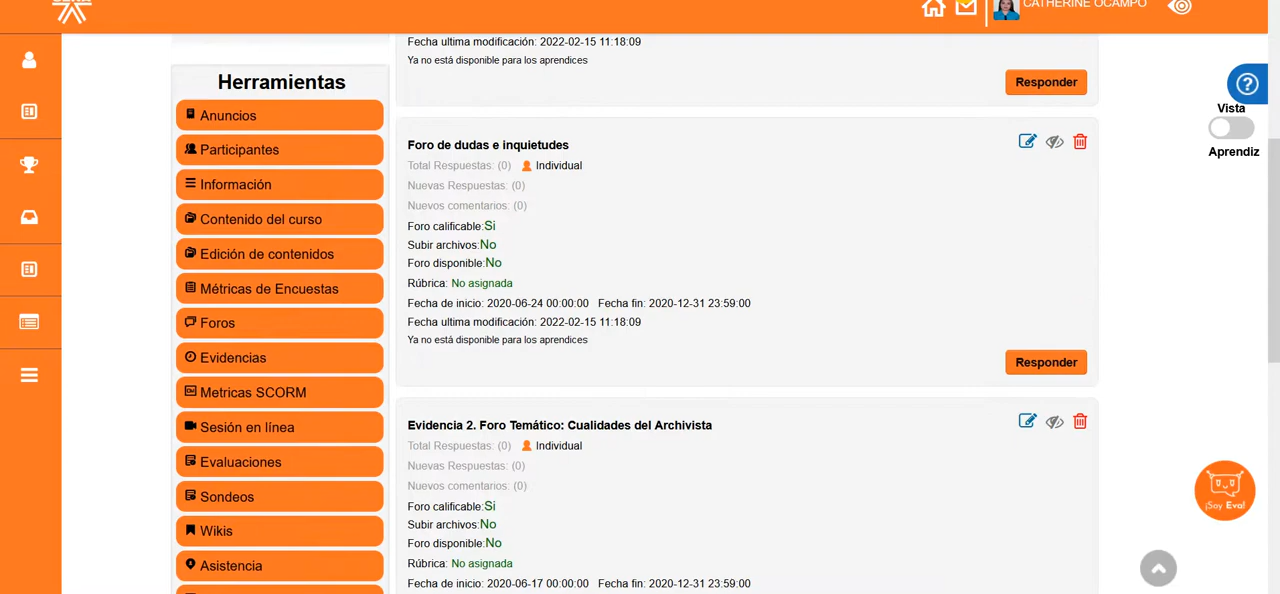 CATHERINE OCAMPO
Herramientas
Anuncios
Participantes
Información
Contenido del curso
Edición de contenidos
Métricas de Encuestas
Foros
Evidencias
Metricas SCORM
Sesión en línea
Evaluaciones
Sondeos
Wikis
Asistencia
Fecha ultima modificación: 2022-02-15 11:18:09
Ya no está disponible para los aprendices
Responder
Foro de dudas e inquietudes
Total Respuestas: (0) Individual
Nuevas Respuestas: (0)
Nuevos comentarios: (0)
Foro calificable:Si
Subir archivos:No
Foro disponible:No
Rúbrica: No asignada
Fecha de inicio: 2020-06-24 00:00:00 Fecha fin: 2020-12-31 23:59:00
Fecha ultima modificación: 2022-02-15 11:18:09
Ya no está disponible para los aprendices
Responder
Evidencia 2. Foro Temático: Cualidades del Archivista
Total Respuestas: (0) Individual
Nuevas Respuestas: (0)
Nuevos comentarios: (0)
Foro calificable:Si
Subir archivos:No
Foro disponible:No
Rúbrica: No asignada
Fecha de inicio: 2020-06-17 00:00:00 Fecha fin: 2020-12-31 23:59:00
Vista
Aprendiz
¡Soy Eva!